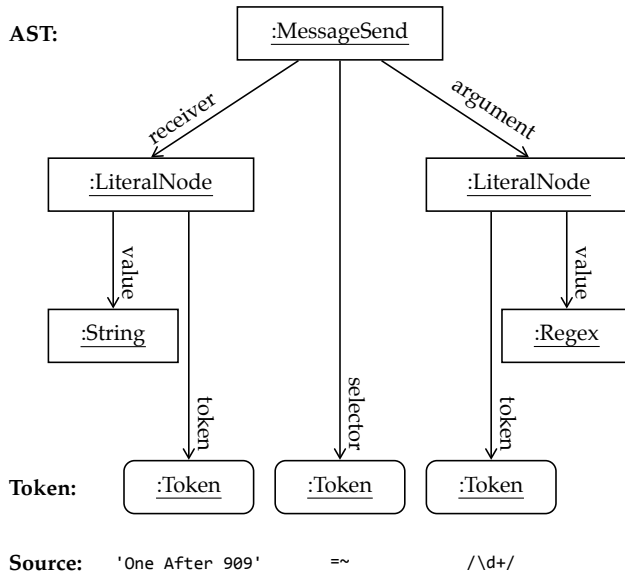 AST:
:MessageSend
receiver
argument
:LiteralNode
:LiteralNode
value
value
:String
:Regex
token
selector
token
Token:
:Token
:Token
:Token
Source: 'One After 909' =~ /\d+/